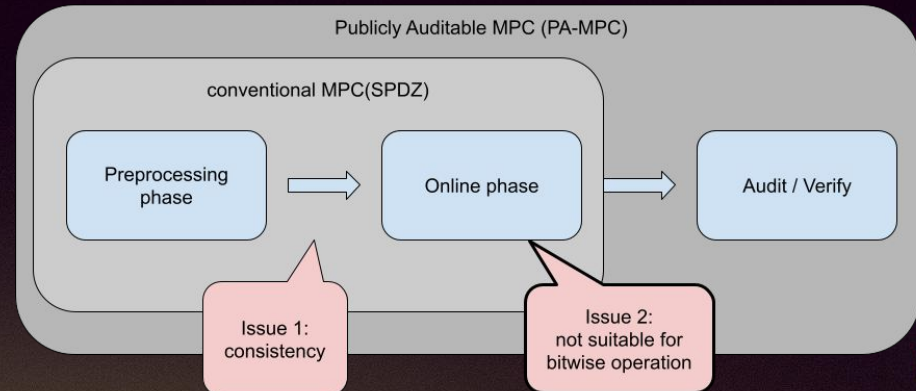 Publicly Auditable MPC (PA-MPC)
conventional MPC(SPDZ)
Preprocessing
phase
Online phase
Audit / Verify
Issue 1:
consistency
Issue 2:
not suitable for
bitwise operation